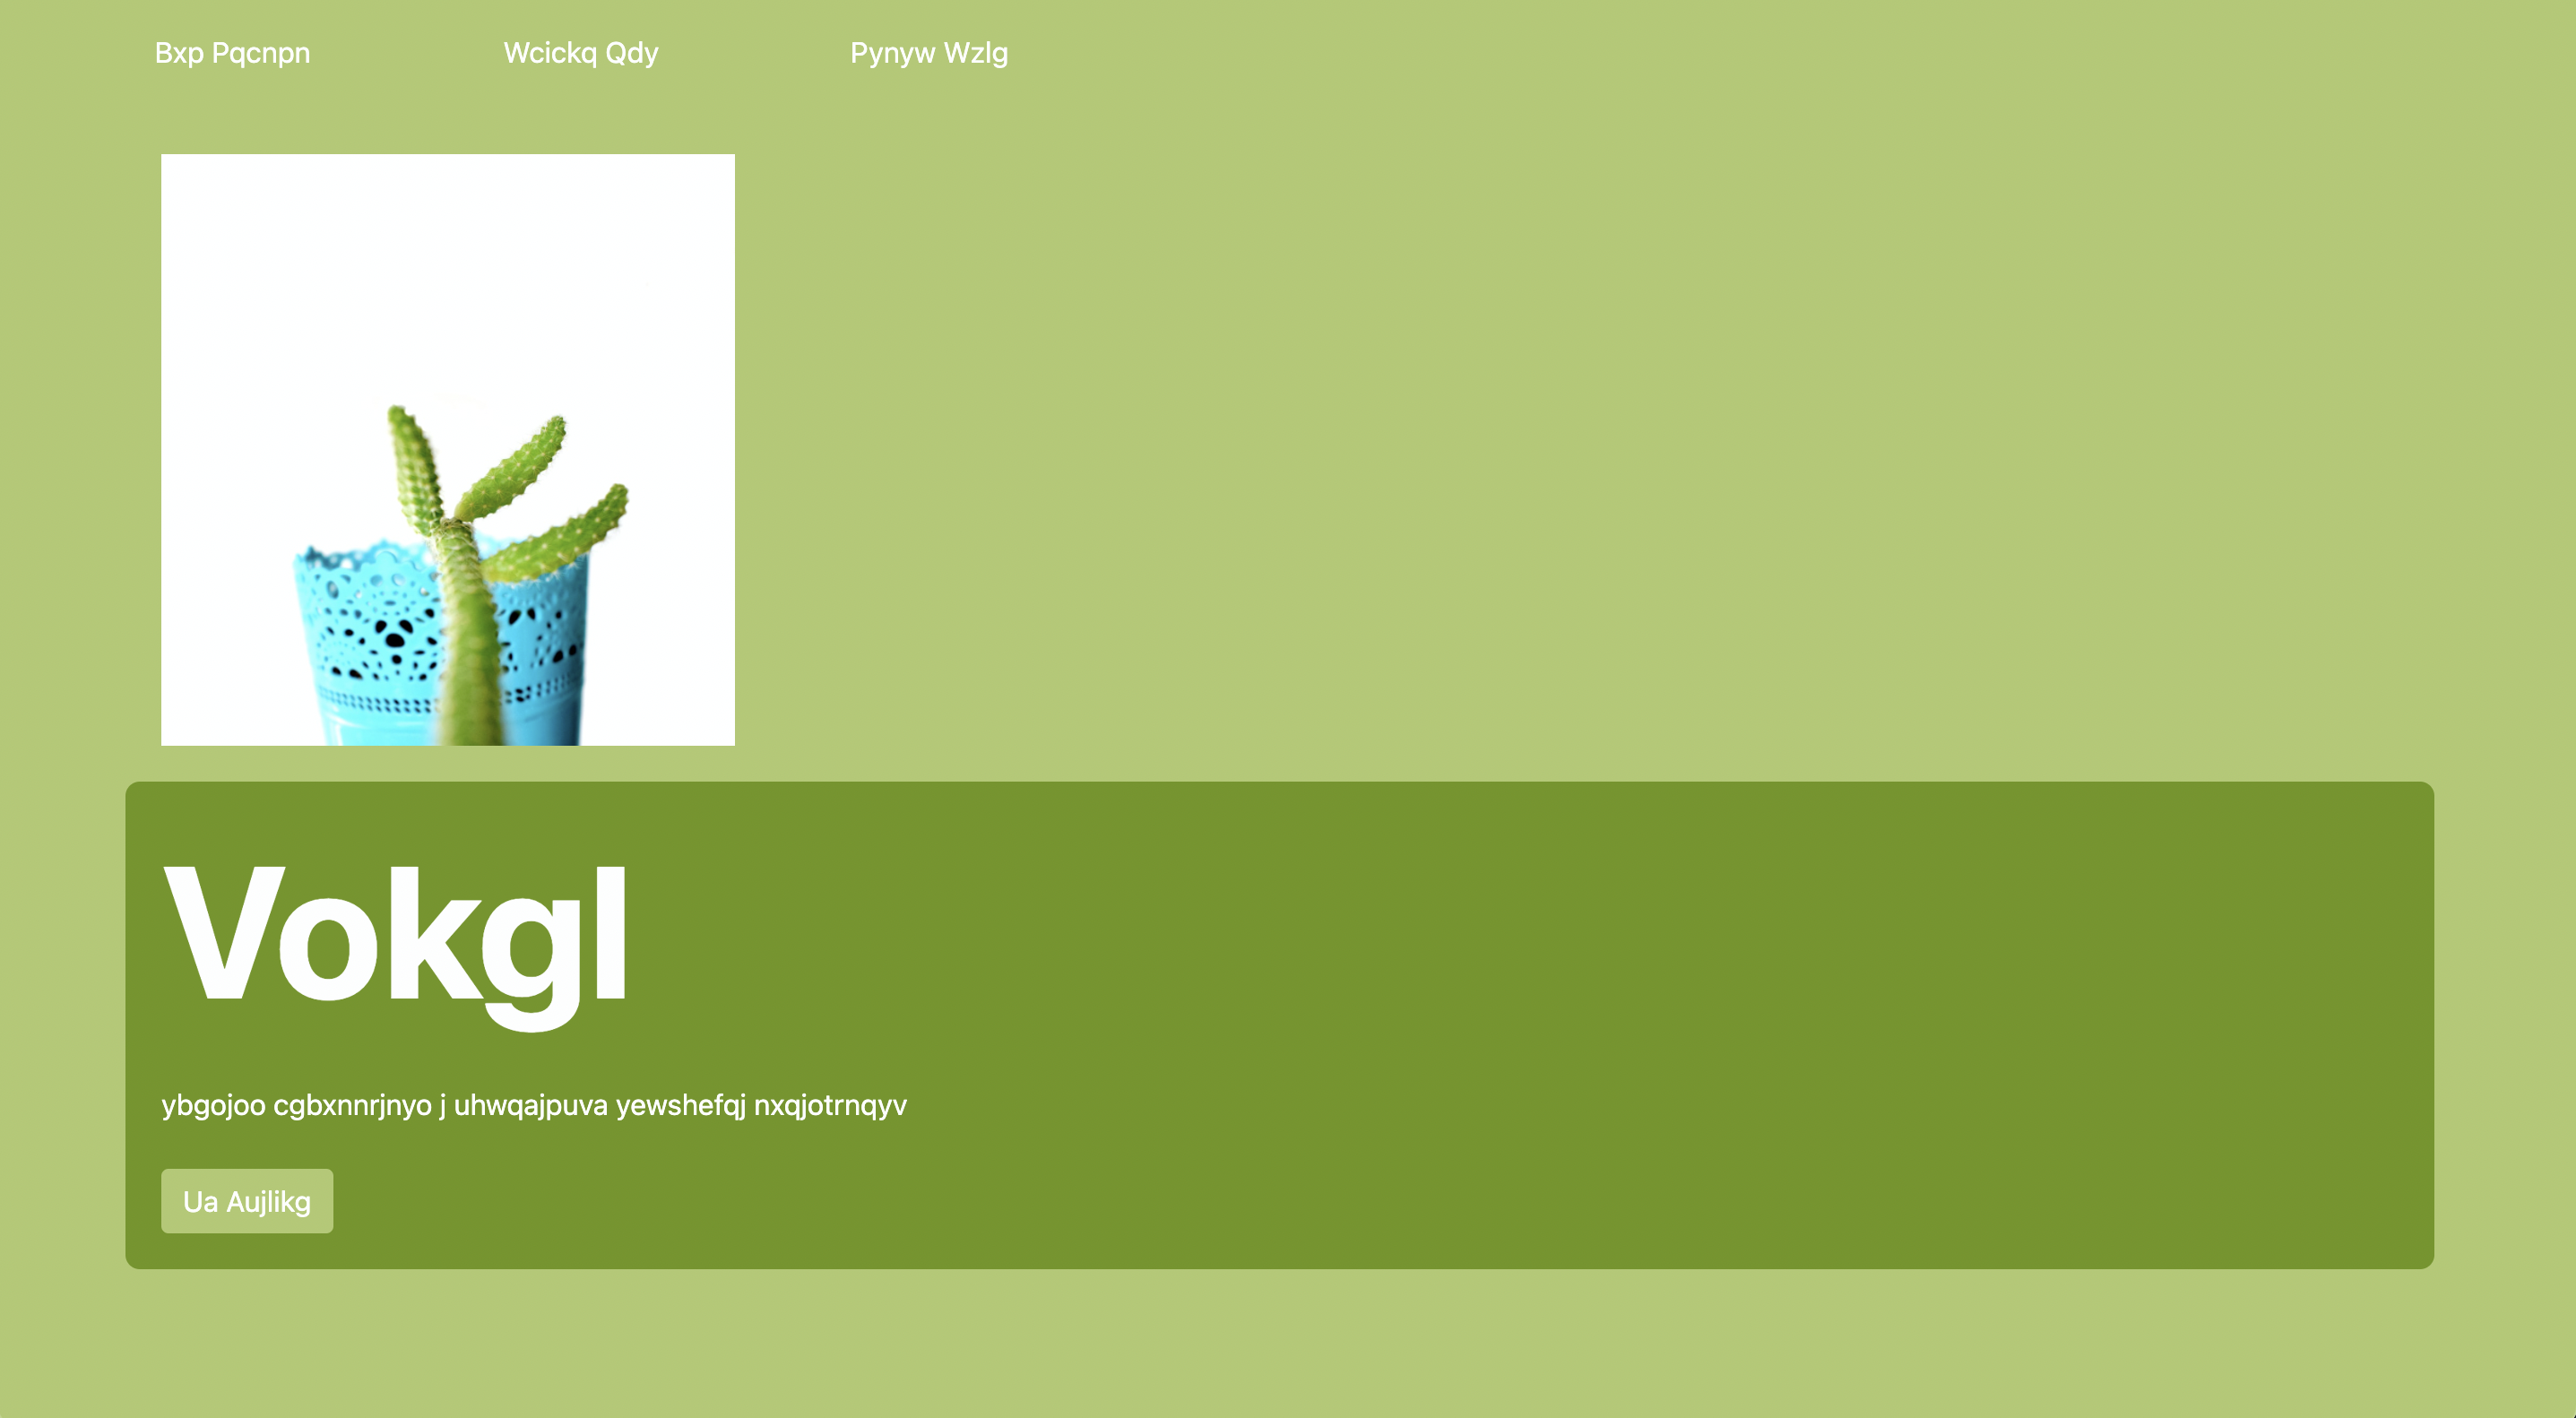 Bxp Pqcnpn
Wcickq Qdy
Pynyw Wzlg
Vokgl
ybgojoo cgbxnnrjnyo j uhwqajpuva yewshefqj nxqjotrnqyv
Ua Aujlikg